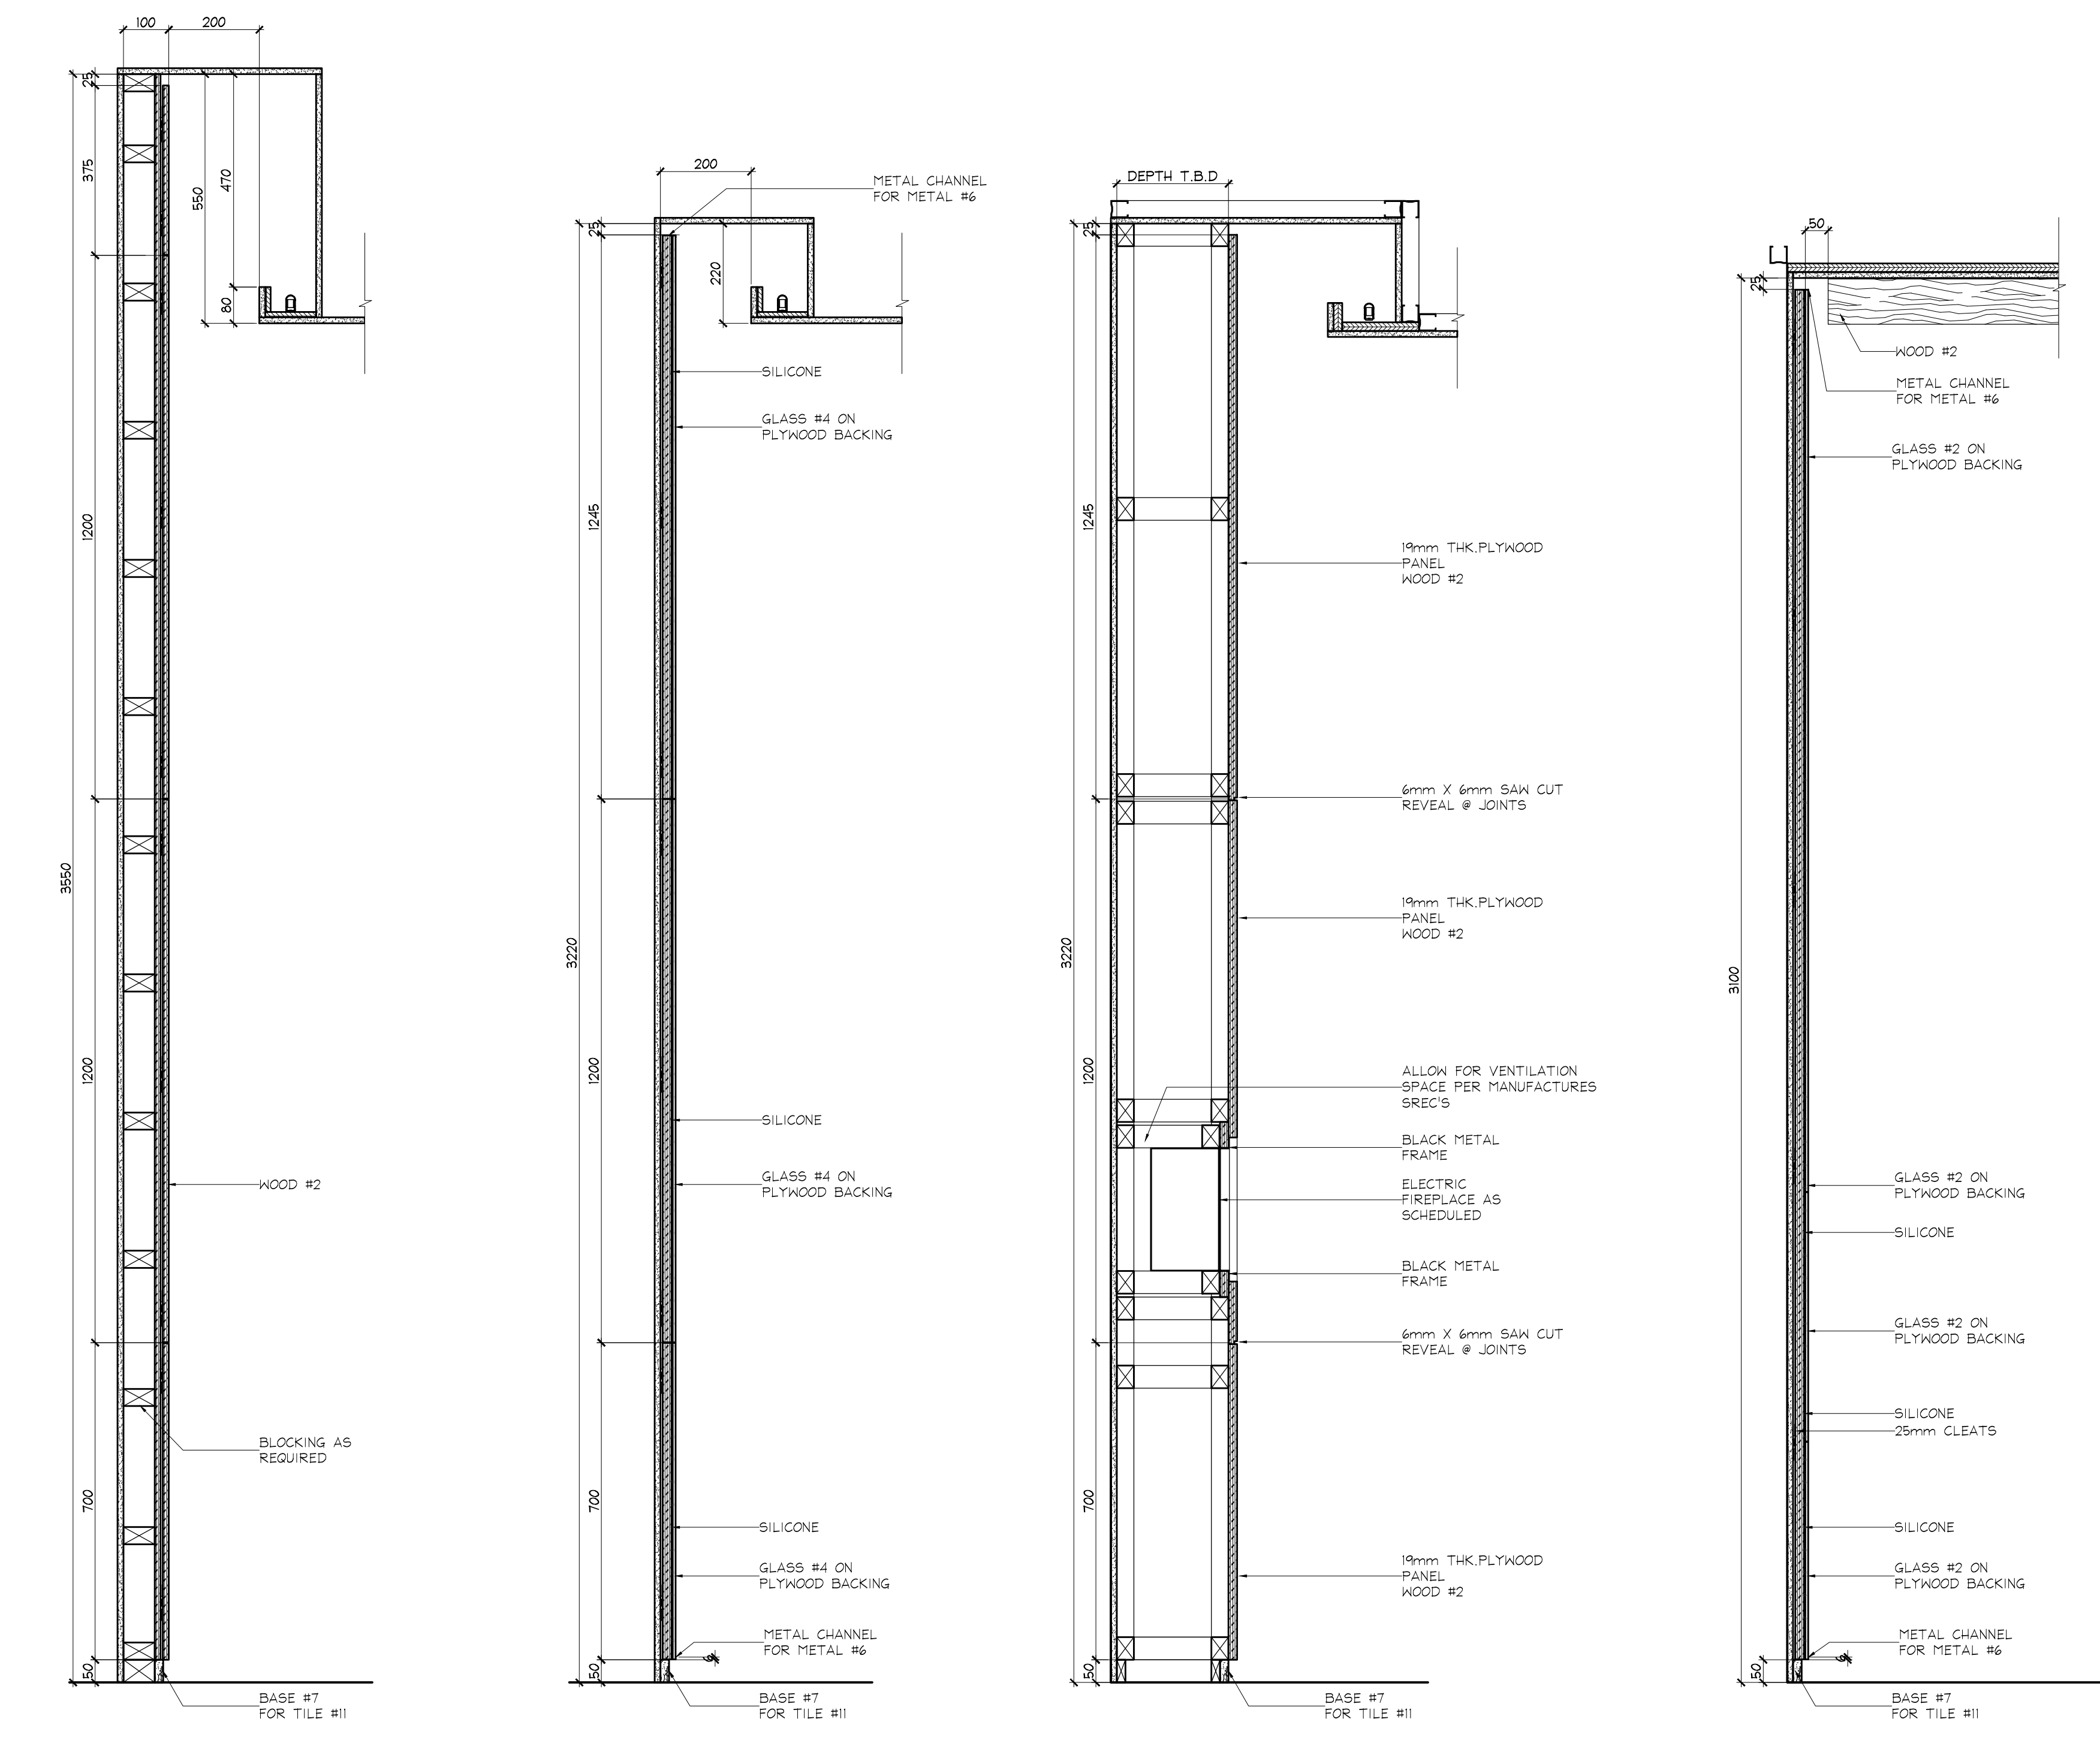 100
200
25
375
550
470
80
1200
3550
1200
WOOD #2
BLOCKING AS
REQUIRED
700
50
BASE #7
FOR TILE #11
200
METAL CHANNEL
FOR METAL #6
25
220
SILICONE
GLASS #4 ON
PLYWOOD BACKING
1245
3220
1200
SILICONE
GLASS #4 ON
PLYWOOD BACKING
700
SILICONE
GLASS #4 ON
PLYWOOD BACKING
METAL CHANNEL
FOR METAL #6
6
50
BASE #7
FOR TILE #11
DEPTH T.B.D
25
1245
19mm THK.PLYWOOD
PANEL
WOOD #2
6mm X 6mm SAW CUT
REVEAL @ JOINTS
19mm THK.PLYWOOD
PANEL
WOOD #2
3220
1200
ALLOW FOR VENTILATION
SPACE PER MANUFACTURES
SREC'S
BLACK METAL
FRAME
ELECTRIC
FIREPLACE AS
SCHEDULED
BLACK METAL
FRAME
6mm X 6mm SAW CUT
REVEAL @ JOINTS
700
19mm THK.PLYWOOD
PANEL
WOOD #2
50
BASE #7
FOR TILE #11
50
25
WOOD #2
METAL CHANNEL
FOR METAL #6
GLASS #2 ON
PLYWOOD BACKING
3100
GLASS #2 ON
PLYWOOD BACKING
SILICONE
GLASS #2 ON
PLYWOOD BACKING
SILICONE
25mm CLEATS
SILICONE
GLASS #2 ON
PLYWOOD BACKING
METAL CHANNEL
FOR METAL #6
6
50
BASE #7
FOR TILE #11